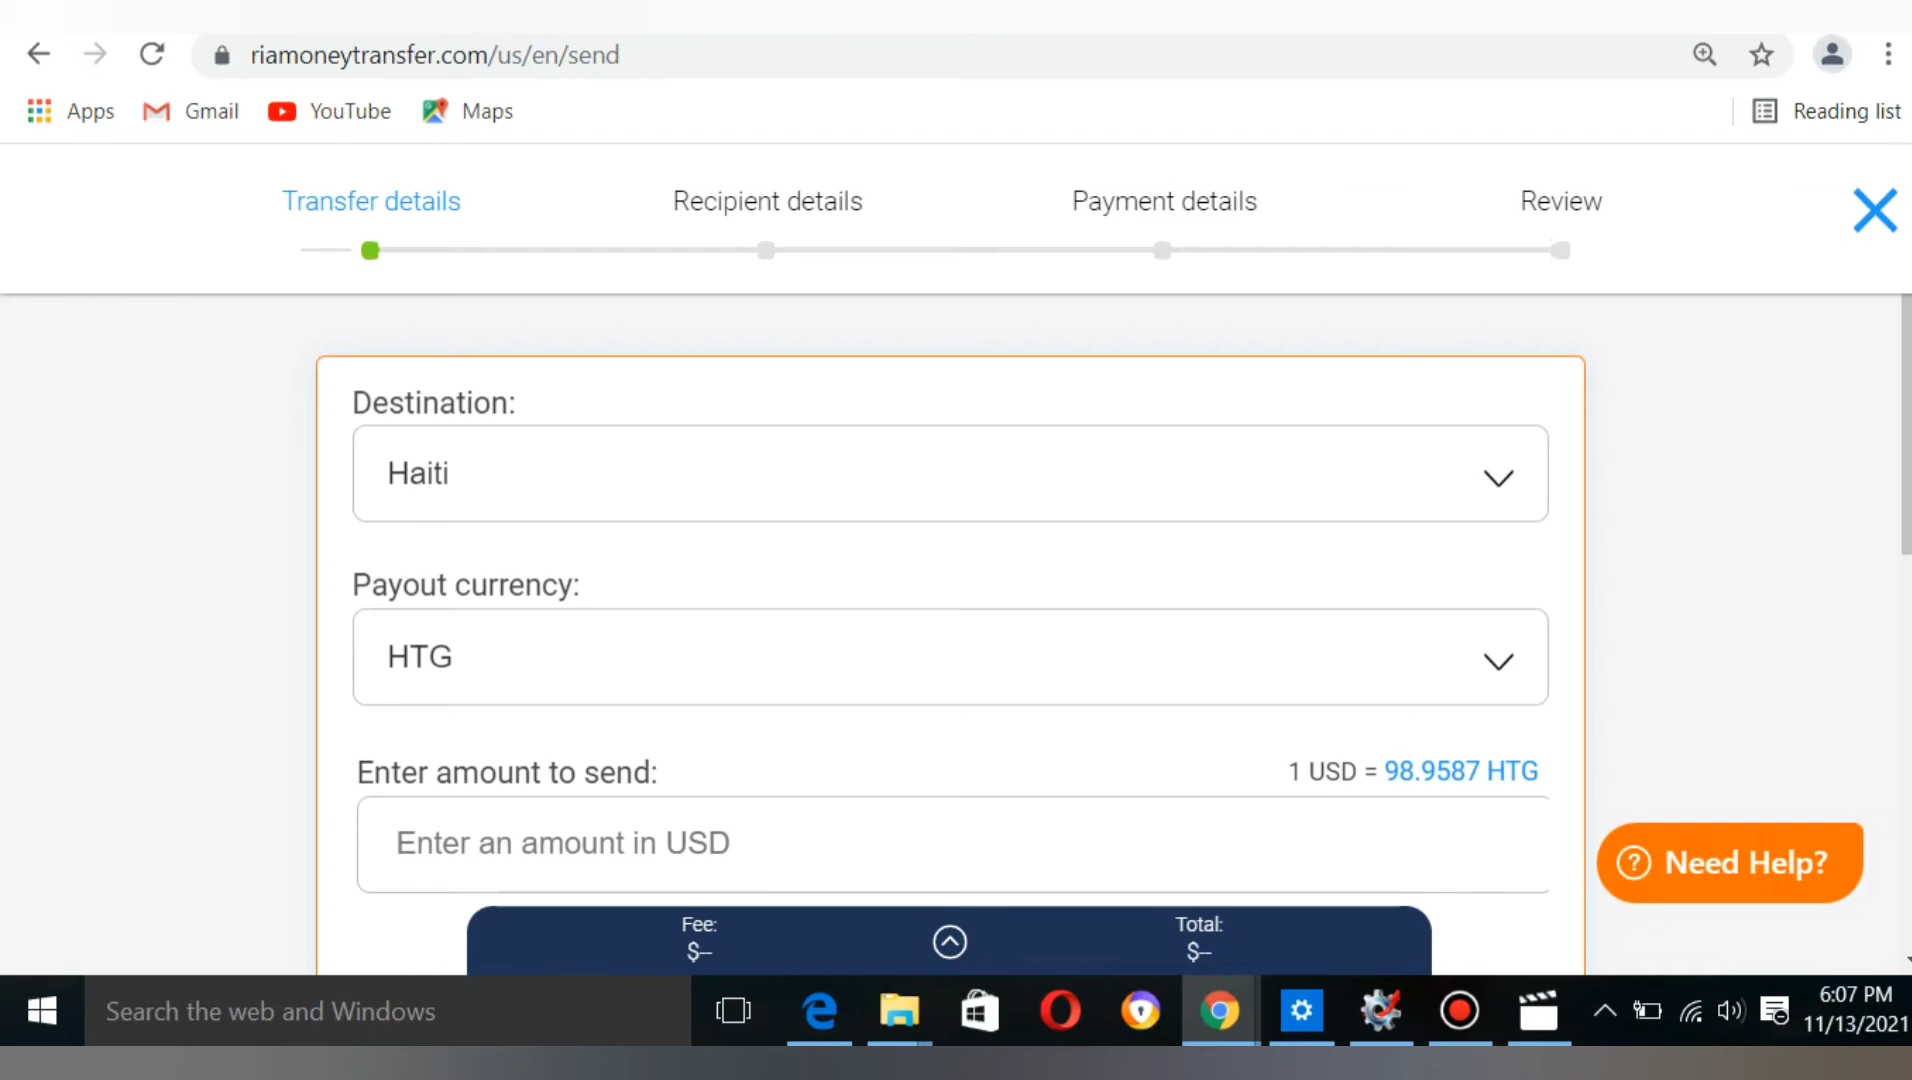 riamoneytransfer.com/us/en/send
Apps Gmail YouTube Maps Reading list
Transfer details Recipient details Payment details Review
Destination:
Haiti
Payout currency:
HTG
Enter amount to send: 1 USD = 98.9587 HTG
Enter an amount in USD
Need Help?
Fee: Total:
$-- $--
Search the web and Windows
6:07 PM
11/13/2021